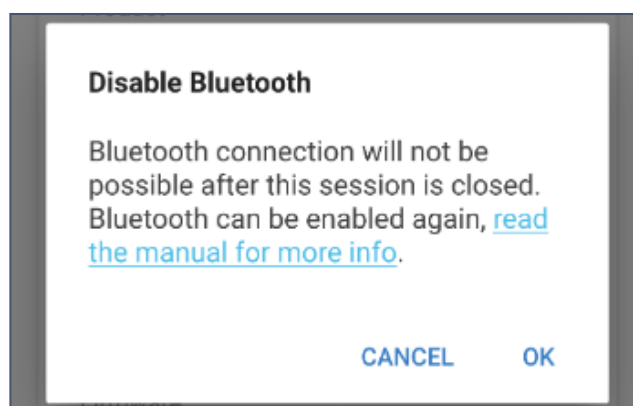 Disable Bluetooth
Bluetooth connection will not be
possible after this session is closed.
Bluetooth can be enabled again, read
the manual for more info.
CANCEL OK